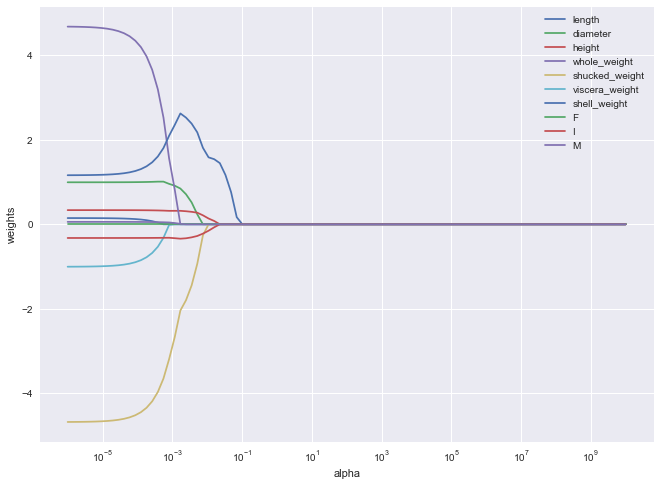 length
diameter
height
whole_weight
shucked_weight
viscera_weight
shell_weight
F
I
M
4
2
0
−2
−4
weights
10⁻⁵
10⁻³
10⁻¹
10¹
10³
10⁵
10⁷
10⁹
alpha